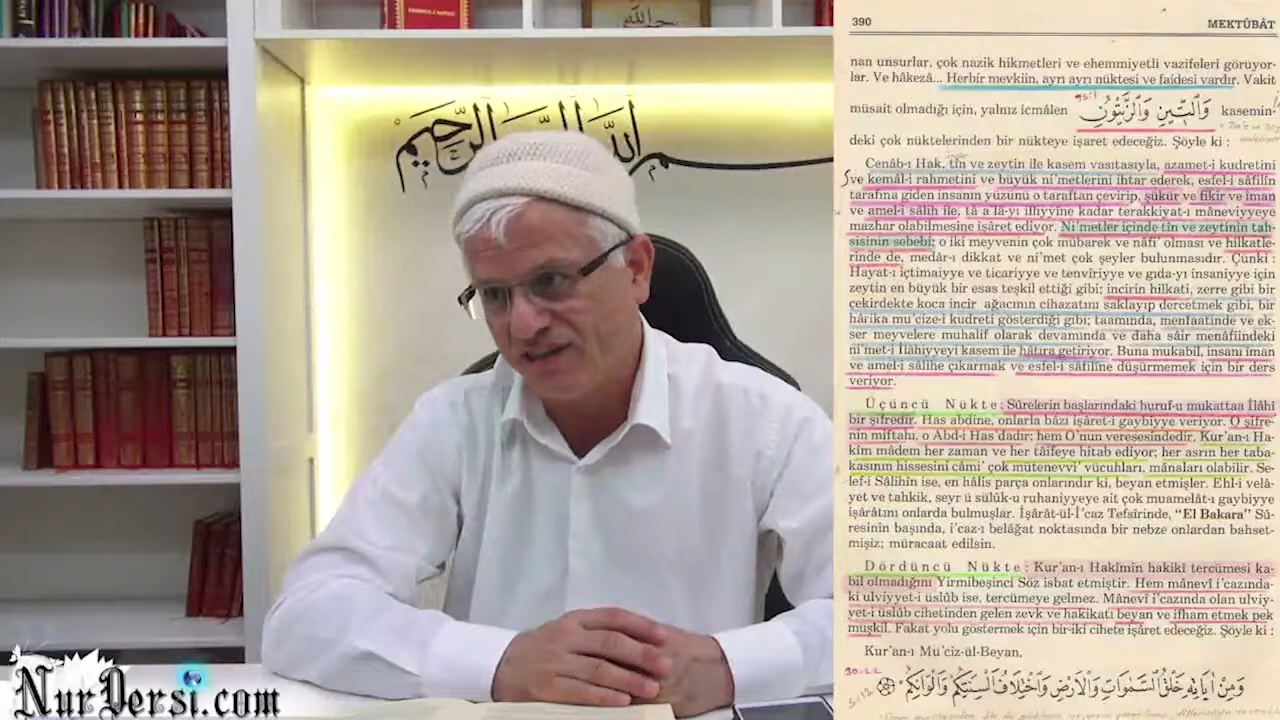 بسم الله الرحمن الرحيم
NurDersi.com
390 MEKTÛBÂT
nan unsurlar, çok nazik hikmetleri ve ehemmiyetli vazifeleri görüyor-
lar. Ve hâkezâ... Herbir mevkiin, ayrı ayrı nüktesi ve faidesi vardır. Vakit
müsait olmadığı için, yalnız icmâlen وَالتِّينِ وَالزَّيْتُونِ kasemin-
deki çok nüktelerinden bir nükteye işaret edeceğiz. Şöyle ki :
Cenâb-ı Hak, tîn ve zeytin ile kasem vasıtasıyla, azamet-i kudretini
ve kemâl-i rahmetini ve büyük ni'metlerini ihtar ederek, esfel-i sâfilîn
tarafına giden insanın yüzünü o taraftan çevirip, şükür ve fikir ve iman
ve amel-i sâlih ile, tâ a'lâ-yı illiyyîne kadar terakkiyat-ı mâneviyyeye
mazhar olabilmesine işâret ediyor. Ni'metler içinde tîn ve zeytinin tah-
sisinin sebebi; o iki meyvenin çok mübarek ve nâfi' olması ve hilkatle-
rinde de, medâr-ı dikkat ve ni'met çok şeyler bulunmasıdır. Çünki :
Hayat-ı içtimaiyye ve ticariyye ve tenvîriyye ve gıda-yı insaniyye için
zeytin en büyük bir esas teşkil ettiği gibi; incirin hilkati, zerre gibi bir
çekirdekte koca incir ağacının cihazatını saklayıp dercetmek gibi, bir
hârika mu'cize-i kudreti gösterdiği gibi; taamında, menfaatinde ve ek-
ser meyvelere muhalif olarak devamında ve daha sâir menâfiindeki
ni'met-i İlâhiyyeyi kasem ile hâtıra getiriyor. Buna mukabil, insanı iman
ve amel-i sâlihe çıkarmak ve esfel-i sâfilîne düşürmemek için bir ders
veriyor.
Üçüncü Nükte: Sûrelerin başlarındaki huruf-u mukattaa İlâhî
bir şifredir. Has abdine, onlarla bâzı işaret-i gaybiyye veriyor. O şifre-
nin miftahı, o Abd-i Has'dadır; hem O'nun veresesindedir. Kur'an-ı Ha-
kîm mâdem her zaman ve her tâifeye hitab ediyor; her asrın her taba-
kasının hissesini câmi' çok mütenevvi' vücuhları, mânaları olabilir. Se-
lef-i Sâlihîn ise, en hâlis parça onlarındır ki, beyan etmişler. Ehl-i velâ-
yet ve tahkik, seyr ü sülûk-u ruhaniyyeye ait çok muamelât-ı gaybiyye
işârâtını onlarda bulmuşlar. İşârât-ül-İ'caz Tefsîrinde, "El Bakara" Sû-
resinin başında, i'caz-ı belâğat noktasında bir nebze onlardan bahset-
mişiz; müracaat edilsin.
Dördüncü Nükte: Kur'an-ı Hakîmin hakikî tercümesi ka-
bil olmadığını Yirmibeşinci Söz isbat etmiştir. Hem mânevî i'cazında-
ki ulviyyet-i üslûb ise, tercümeye gelmez. Mânevî i'cazında olan ulviy-
yet-i üslûb cihetinden gelen zevk ve hakikatı beyan ve ifham etmek pek
müşkil. Fakat yolu göstermek için bir-iki cihete işaret edeceğiz. Şöyle ki :
Kur'an-ı Mu'ciz-ül-Beyan,
30-22
وَمِنْ اٰيَاتِهِ خَلْقُ السَّمٰوَاتِ وَالْاَرْضِ وَاخْتِلَافُ اَلْسِنَتِكُمْ وَاَلْوَانِكُمْ